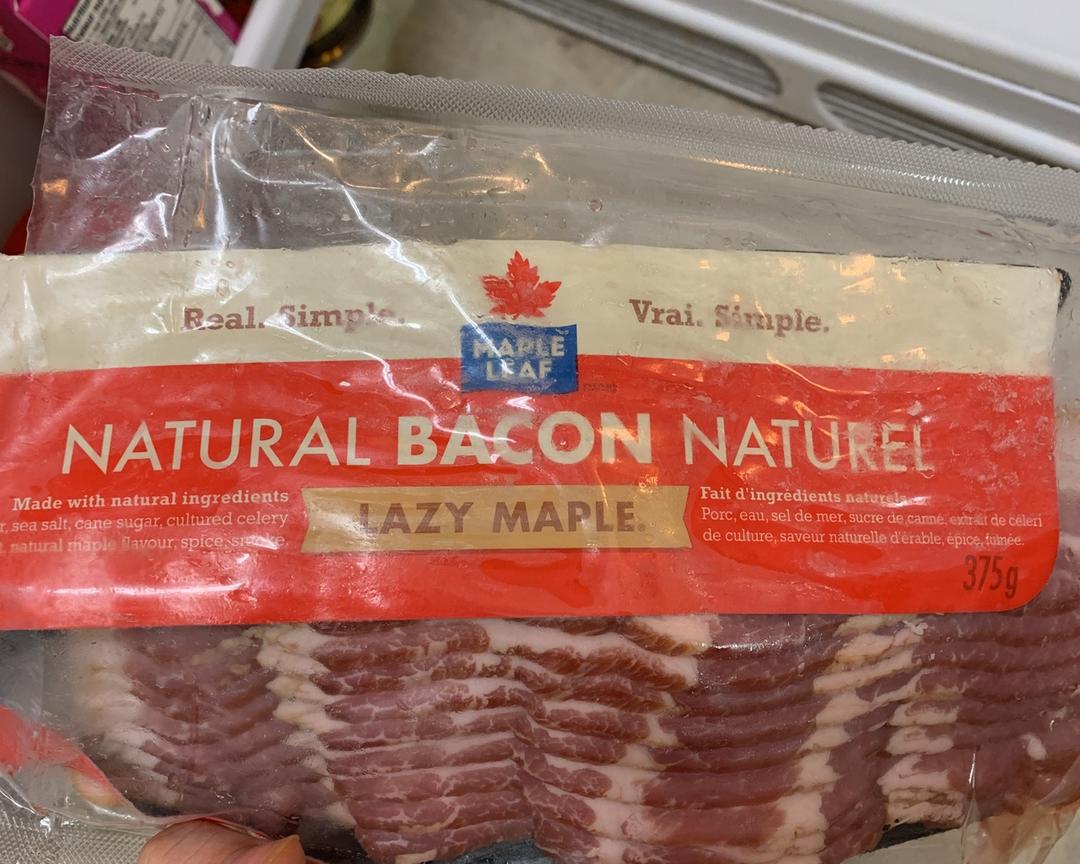 Real. Simple.
Vrai. Simple.
MAPLE
LEAF
NATURAL BACON NATUREL
LAZY MAPLE.
Made with natural ingredients
sea salt, cane sugar, cultured celery
natural maple flavour, spice, smoke.
Fait d'ingrédients naturels
Porc, eau, sel de mer, sucre de canne, extrait de céleri
de culture, saveur naturelle d'érable, épice, fumée.
375g